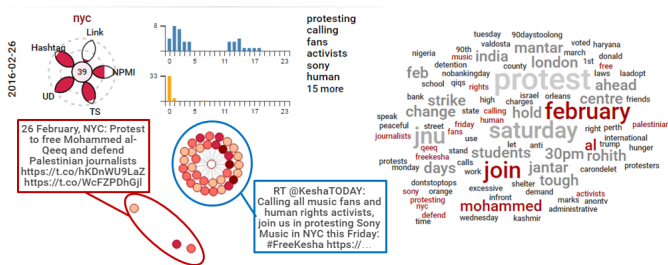 nyc
Link
Hashtag
39
NPMI
UD
TS
2016-02-26
8
0 5 11 17 23
33
0 5 11 17 23
protesting
calling
fans
activists
sony
human
15 more
26 February, NYC: Protest
to free Mohammed al-
Qeeq and defend
Palestinian journalists
https://t.co/hKDnWU9LaZ
https://t.co/WcFZPDhGJl
RT @KeshaTODAY:
Calling all music fans and
human rights activists,
join us in protesting Sony
Music in NYC this Friday:
#FreeKesha https://...
tuesday 90daystoolong
90th valdosta voted haryana
nigeria music india mantar march donald
detention county london 1st free
nobankingday laws laadopt
feb school qiqs rights protest ahead
bank high israel orleans centre friends
strike charges
speak change state calling hold february
peaceful street friday human right perth palestinian
journalists fans use saturday international
qeeq jnu let anti al trump hunger
freekesha stand students 30pm rohith
protests days calls carondelet protesters
monday work join jantar
dontstoptops shelter tough
sony orange excessive demand activists
protesting infront marks anontv
nyc mohammed administrative
defend wednesday kashmir
time